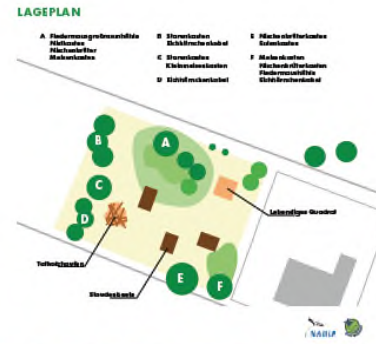 LAGEPLAN
A Fledermausgroßraumhöhle
Nistkasten
Nischenbrüter
Meisenkasten
B Starenkasten
Eichhörnchenkobel
C Starenkasten
Kleinmeisenkasten
D Eichhörnchenkobel
E Nischenbrüterkasten
Eulenkasten
F Meisenkasten
Nischenbrüterkasten
Fledermaushöhle
Eichhörnchenkobel
A
B
C
D
Lebendiges Quadrat
Totholzhaufen
Staudenbeete
E
F
NABU